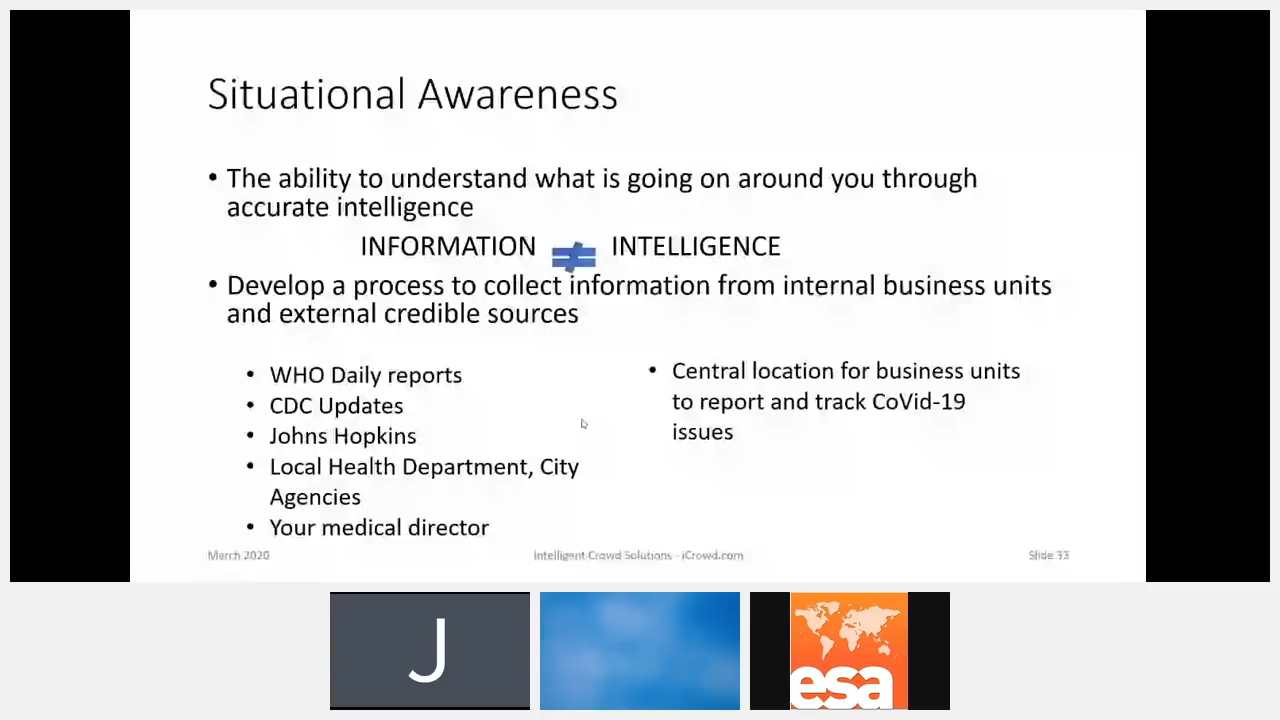 Situational Awareness
• The ability to understand what is going on around you through
accurate intelligence
INFORMATION ≠ INTELLIGENCE
• Develop a process to collect information from internal business units
and external credible sources
• WHO Daily reports
• CDC Updates
• Johns Hopkins
• Local Health Department, City
Agencies
• Your medical director
• Central location for business units
to report and track CoVid-19
issues
March 2020
Intelligent Crowd Solutions - iCrowd.com
Slide 33
J
esa